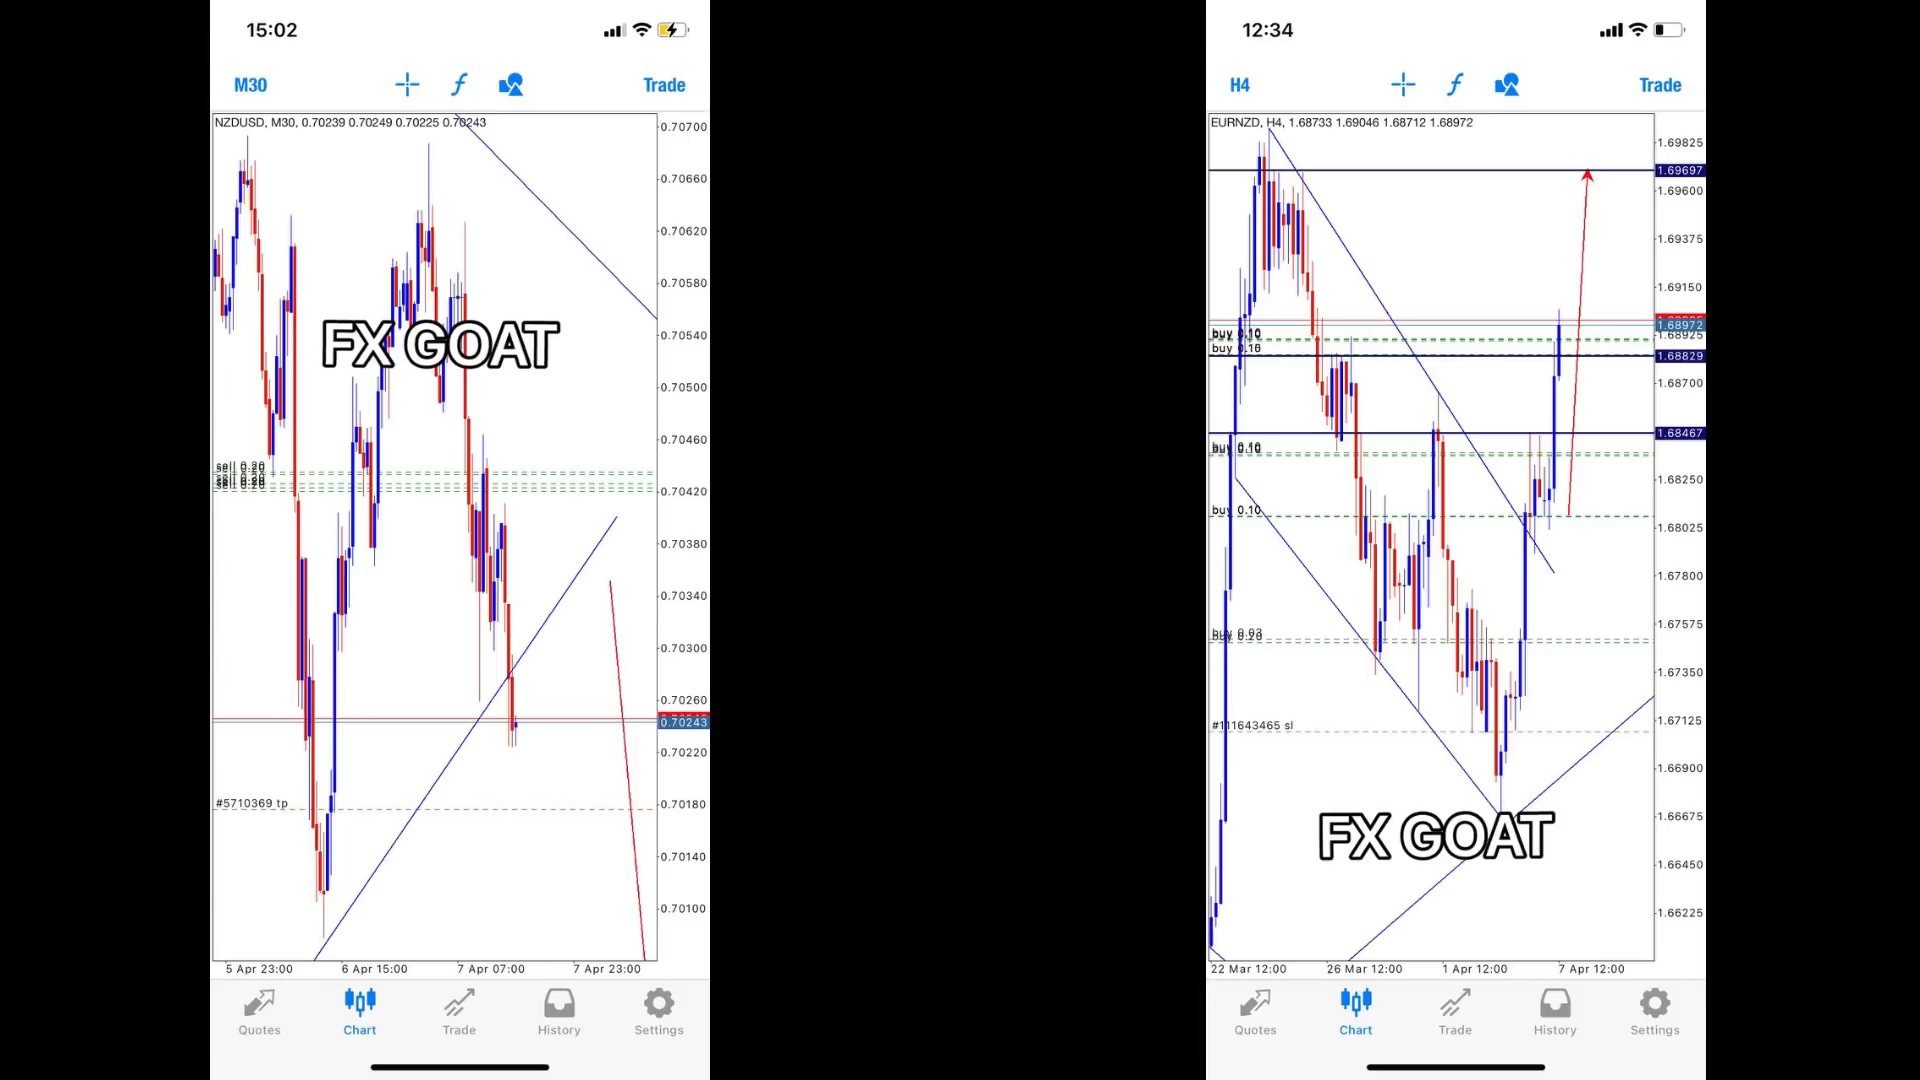 15:02
M30
Trade
NZDUSD, M30, 0.70239 0.70249 0.70225 0.70243
0.70700
0.70660
0.70620
0.70580
0.70540
FX GOAT
0.70500
0.70460
sell 0.20
sell 0.20
0.70420
0.70380
0.70340
0.70300
0.70260
0.70243
0.70220
#5710369 tp
0.70180
0.70140
0.70100
5 Apr 23:00
6 Apr 15:00
7 Apr 07:00
7 Apr 23:00
Quotes
Chart
Trade
History
Settings
12:34
H4
Trade
EURNZD, H4, 1.68733 1.69046 1.68712 1.68972
1.69825
1.69697
1.69600
1.69375
1.69150
1.68972
1.68925
buy 0.10
buy 0.10
1.68829
1.68700
1.68467
buy 0.10
1.68250
buy 0.10
1.68025
1.67800
1.67575
1.67350
1.67125
#111643465 sl
1.66900
1.66675
FX GOAT
1.66450
1.66225
22 Mar 12:00
26 Mar 12:00
1 Apr 12:00
7 Apr 12:00
Quotes
Chart
Trade
History
Settings